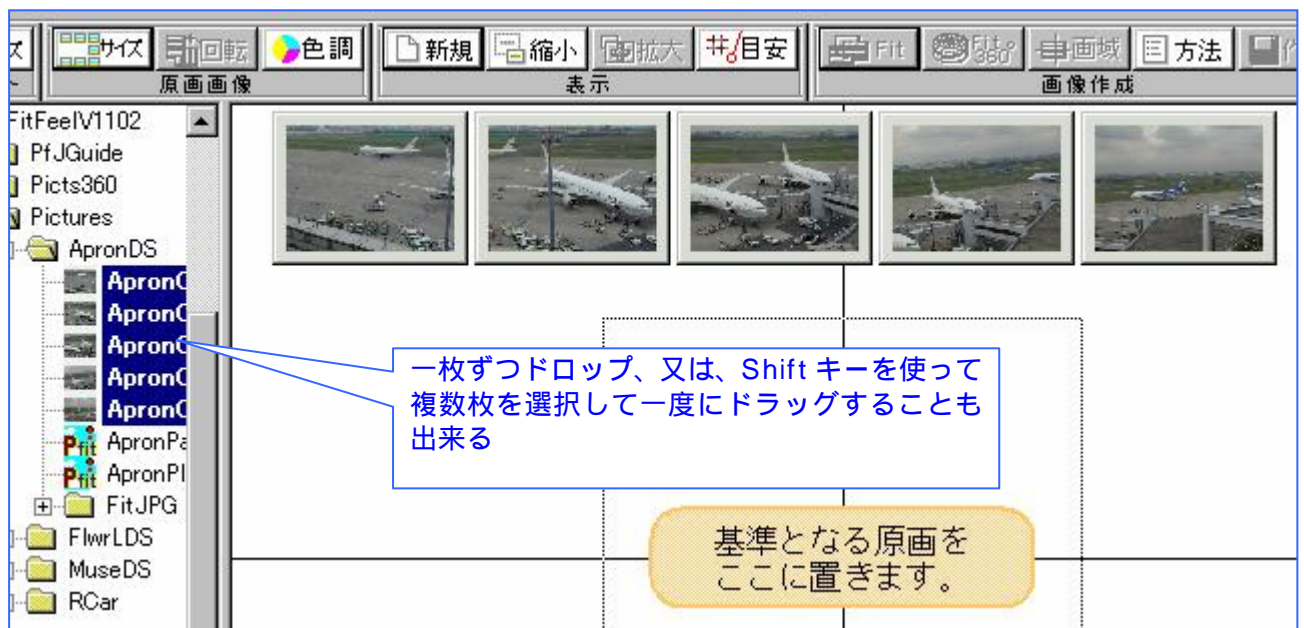 サイズ
回転
色調
新規
縮小
拡大
目安
Fit
Fit 360
画域
方法
原画画像
表示
画像作成
FitFeelV1102
PfJGuide
Picts360
Pictures
ApronDS
FitJPG
FlwrLDS
MuseDS
RCar
一枚ずつドロップ、又は、Shift キーを使って
複数枚を選択して一度にドラッグすることも
出来る
基準となる原画を
ここに置きます。